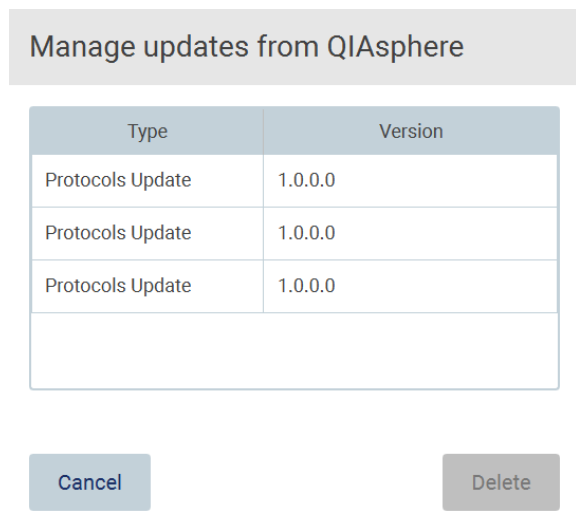 Manage updates from QIAsphere
Type Version
Protocols Update 1.0.0.0
Protocols Update 1.0.0.0
Protocols Update 1.0.0.0
Cancel Delete